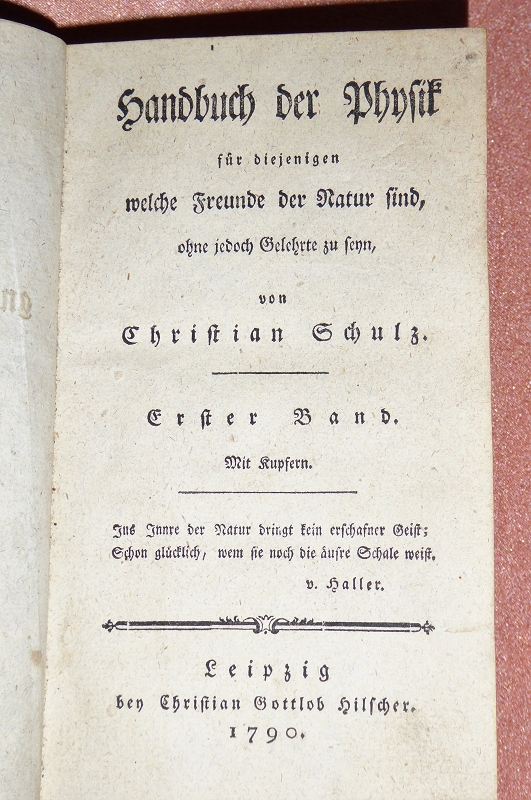 Handbuch der Physik
für diejenigen
welche Freunde der Natur sind,
ohne jedoch Gelehrte zu seyn,
von
Christian Schulz.
Erster Band.
Mit Kupfern.
Ins Innre der Natur dringt kein erschafner Geist;
Schon glücklich, wem sie noch die äusre Schale weist.
v. Haller.
Leipzig
bey Christian Gottlob Hilscher.
1790.